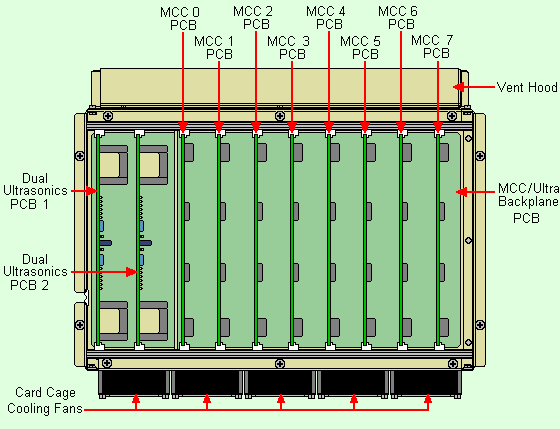 MCC 0
PCB
MCC 1
PCB
MCC 2
PCB
MCC 3
PCB
MCC 4
PCB
MCC 5
PCB
MCC 6
PCB
MCC 7
PCB
Vent Hood
Dual
Ultrasonics
PCB 1
MCC/Ultra
Backplane
PCB
Dual
Ultrasonics
PCB 2
Card Cage
Cooling Fans